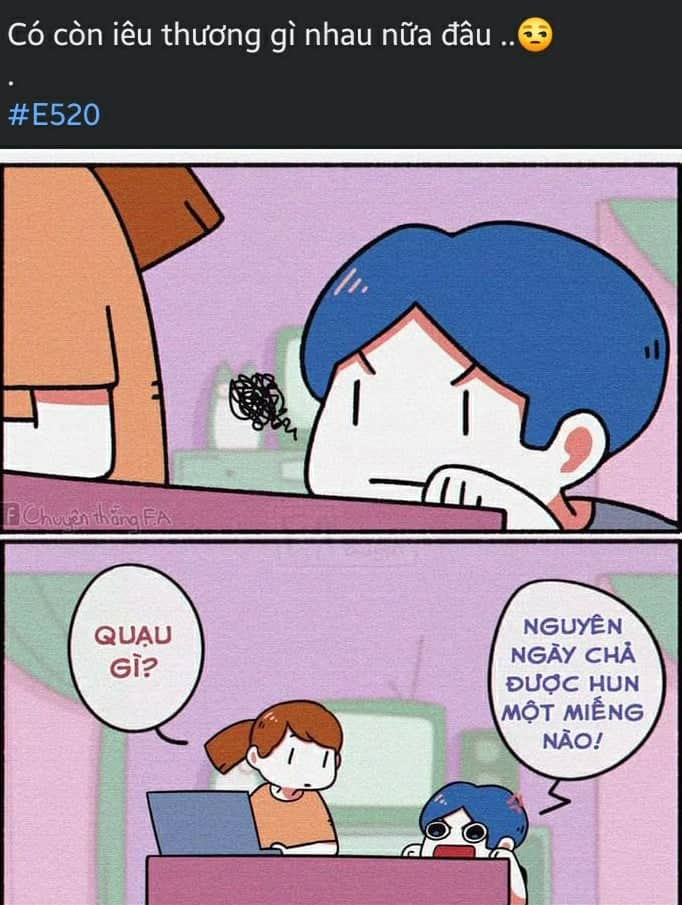 Có còn iêu thương gì nhau nữa đâu ..😒
.
#E520
Chuyện thằng FA
QUẠU
GÌ?
NGUYÊN
NGÀY CHẢ
ĐƯỢC HUN
MỘT MIẾNG
NÀO!